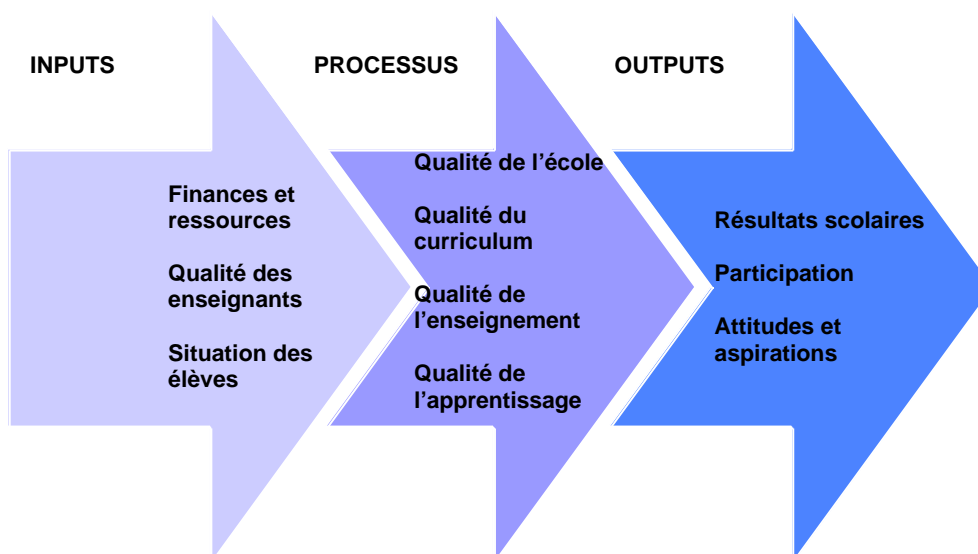 INPUTS
Finances et
ressources
Qualité des
enseignants
Situation des
élèves
PROCESSUS
Qualité de l’école
Qualité du
curriculum
Qualité de
l’enseignement
Qualité de
l’apprentissage
OUTPUTS
Résultats scolaires
Participation
Attitudes et
aspirations